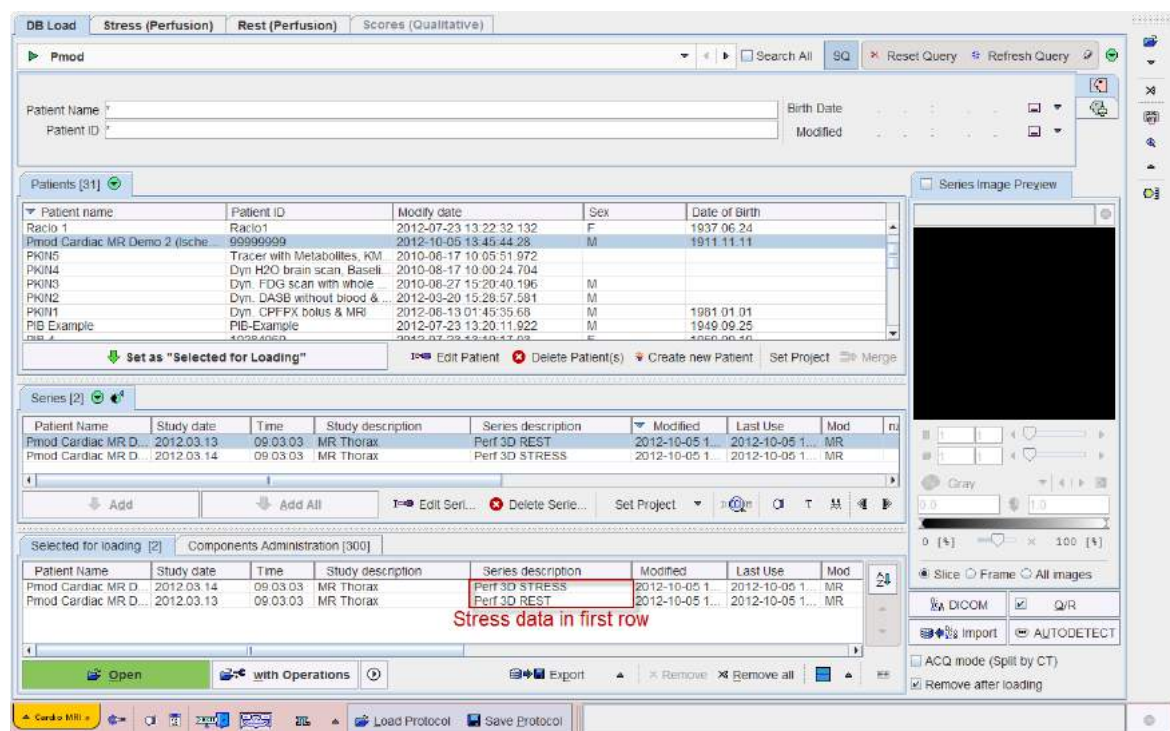 DB Load Stress (Perfusion) Rest (Perfusion) Scores (Qualitative)
Pmod Search All SQ Reset Query Refresh Query
Patient Name * Birth Date
Patient ID * Modified
Patients [31] Series Image Preview
Patient name Patient ID Modify date Sex Date of Birth
Racio 1 Racio1 2012-07-23 13:22:32.132 F 1937.06.24
Pmod Cardiac MR Demo 2 (Ische... 99999999 2012-10-05 13:45:44.28 M 1911.11.11
PKIN5 Tracer with Metabolites, KM... 2010-08-17 10:05:51.972
PKIN4 Dyn H2O brain scan, Baseli... 2010-08-17 10:00:24.704
PKIN3 Dyn. FDG scan with whole ... 2010-08-27 15:20:40.196 M
PKIN2 Dyn. DASB without blood & ... 2012-03-20 15:28:57.581 M
PKIN1 Dyn. CPFPX bolus & MRI 2012-08-13 01:45:35.68 M 1981.01.01
PIB Example PIB-Example 2012-07-23 13:20:11.922 M 1949.09.25
Set as "Selected for Loading" Edit Patient Delete Patient(s) Create new Patient Set Project Merge
Series [2]
Patient Name Study date Time Study description Series description Modified Last Use Mod
Pmod Cardiac MR D... 2012.03.13 09.03.03 MR Thorax Perf 3D REST 2012-10-05 1... 2012-10-05 1... MR
Pmod Cardiac MR D... 2012.03.14 09.03.03 MR Thorax Perf 3D STRESS 2012-10-05 1... 2012-10-05 1... MR
Gray
Add Add All Edit Seri... Delete Serie... Set Project T
0.0 1.0
0 [%] 100 [%]
Selected for loading [2] Components Administration [300]
Patient Name Study date Time Study description Series description Modified Last Use Mod
Slice Frame All images
Pmod Cardiac MR D... 2012.03.14 09.03.03 MR Thorax Perf 3D STRESS 2012-10-05 1... 2012-10-05 1... MR
Pmod Cardiac MR D... 2012.03.13 09.03.03 MR Thorax Perf 3D REST 2012-10-05 1... 2012-10-05 1... MR
DICOM Q/R
Stress data in first row
Import AUTODETECT
ACQ mode (Split by CT)
Open with Operations Export Remove Remove all
Remove after loading
Cardio MRI Load Protocol Save Protocol